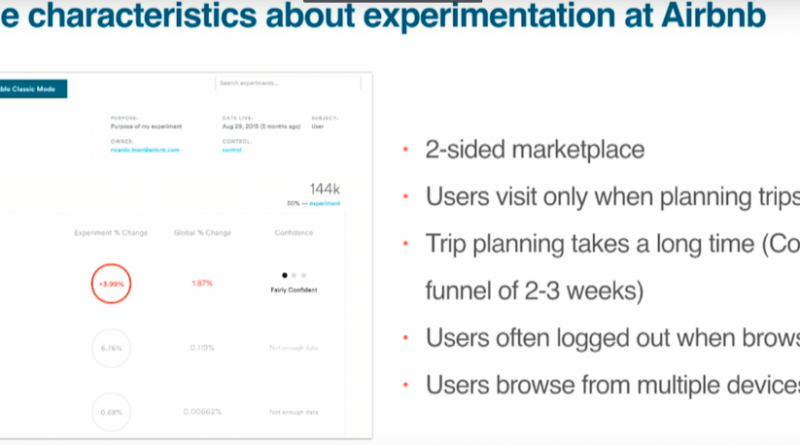 e characteristics about experimentation at Airbnb
ble Classic Mode
Search experiments...
PURPOSE:
Purpose of my experiment
DATE LIVE:
Aug 29, 2015 (5 months ago)
SUBJECT:
User
OWNER:
ricardo.bion@airbnb.com
CONTROL:
control
144k
50% — experiment
Experiment % Change Global % Change Confidence
+3.99% 1.87% Fairly Confident
6.76% 0.119% Not enough data
0.69% 0.00662% Not enough data
• 2-sided marketplace
• Users visit only when planning trips
• Trip planning takes a long time (Co
funnel of 2-3 weeks)
• Users often logged out when brows
• Users browse from multiple devices